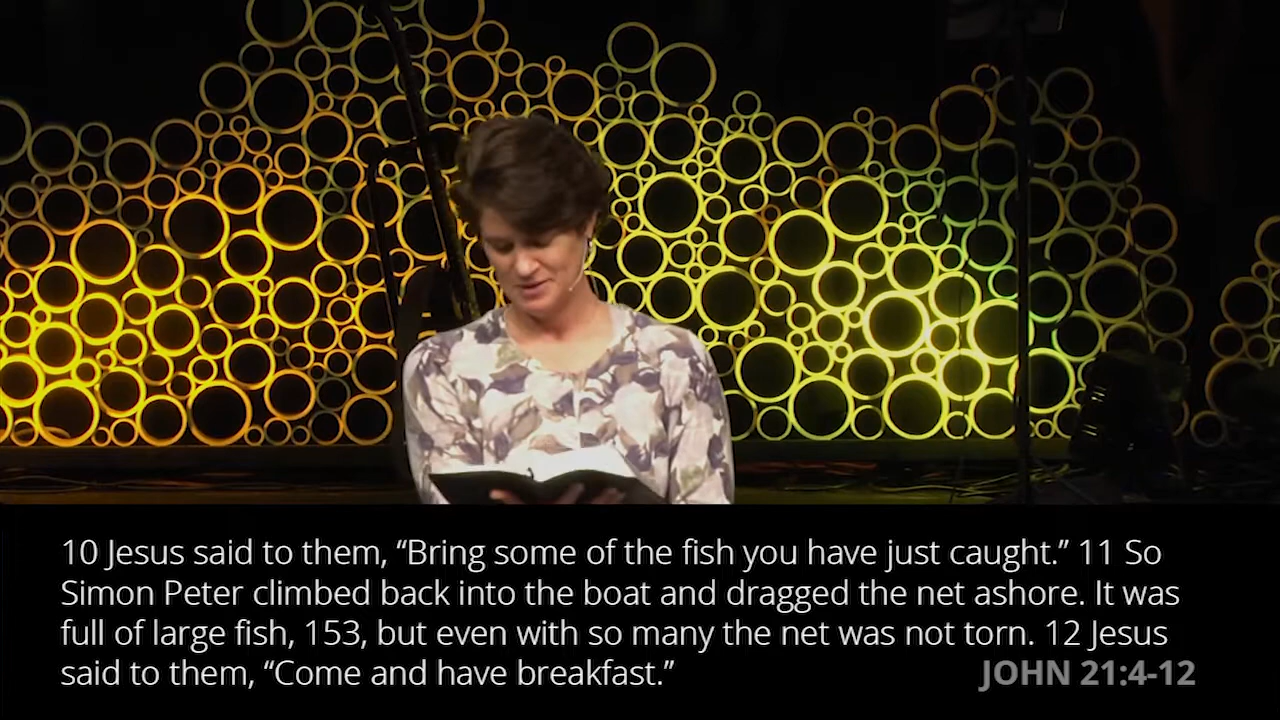 10 Jesus said to them, “Bring some of the fish you have just caught.” 11 So
Simon Peter climbed back into the boat and dragged the net ashore. It was
full of large fish, 153, but even with so many the net was not torn. 12 Jesus
said to them, “Come and have breakfast.”
JOHN 21:4-12